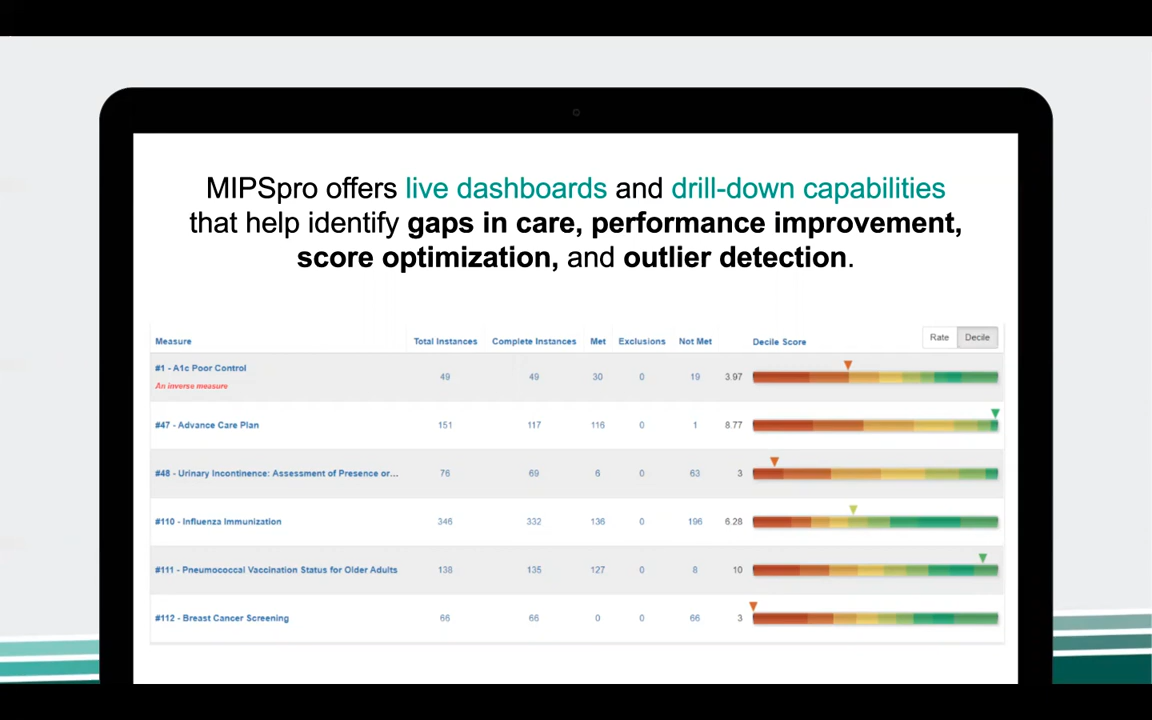 MIPSpro offers live dashboards and drill-down capabilities
that help identify gaps in care, performance improvement,
score optimization, and outlier detection.
Measure Total Instances Complete Instances Met Exclusions Not Met Decile Score Rate Decile
#1 - A1c Poor Control
An inverse measure
49 49 30 0 19 3.97
#47 - Advance Care Plan 151 117 116 0 1 8.77
#48 - Urinary Incontinence: Assessment of Presence or... 76 69 6 0 63 3
#110 - Influenza Immunization 346 332 136 0 196 6.28
#111 - Pneumococcal Vaccination Status for Older Adults 138 135 127 0 8 10
#112 - Breast Cancer Screening 66 66 0 0 66 3